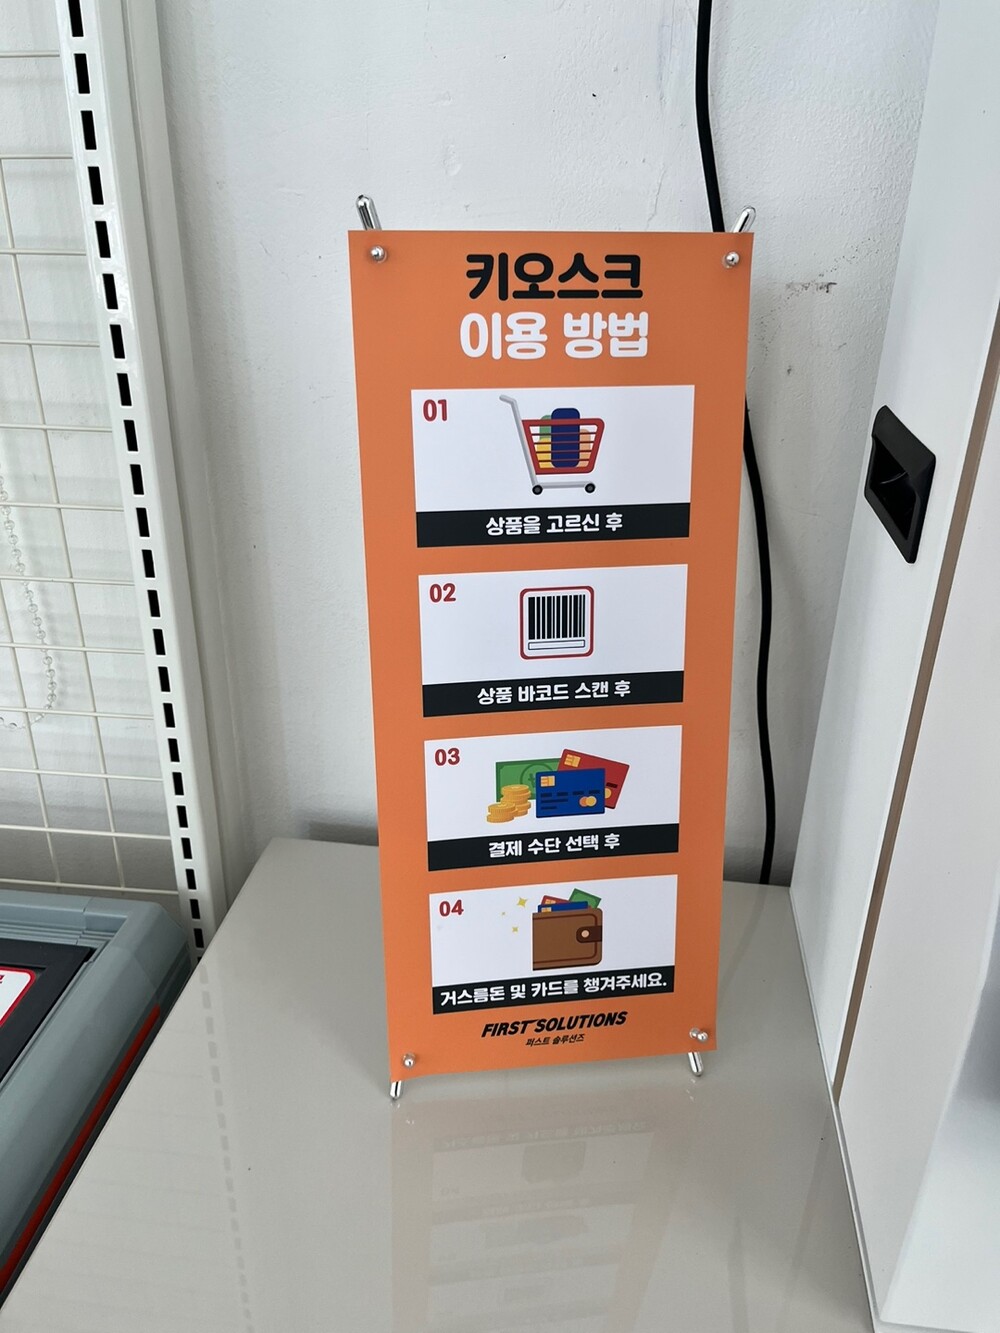 키오스크
이용 방법
01
상품을 고르신 후
02
상품 바코드 스캔 후
03
결제 수단 선택 후
04
거스름돈 및 카드를 챙겨주세요.
FIRST SOLUTIONS
퍼스트 솔루션즈